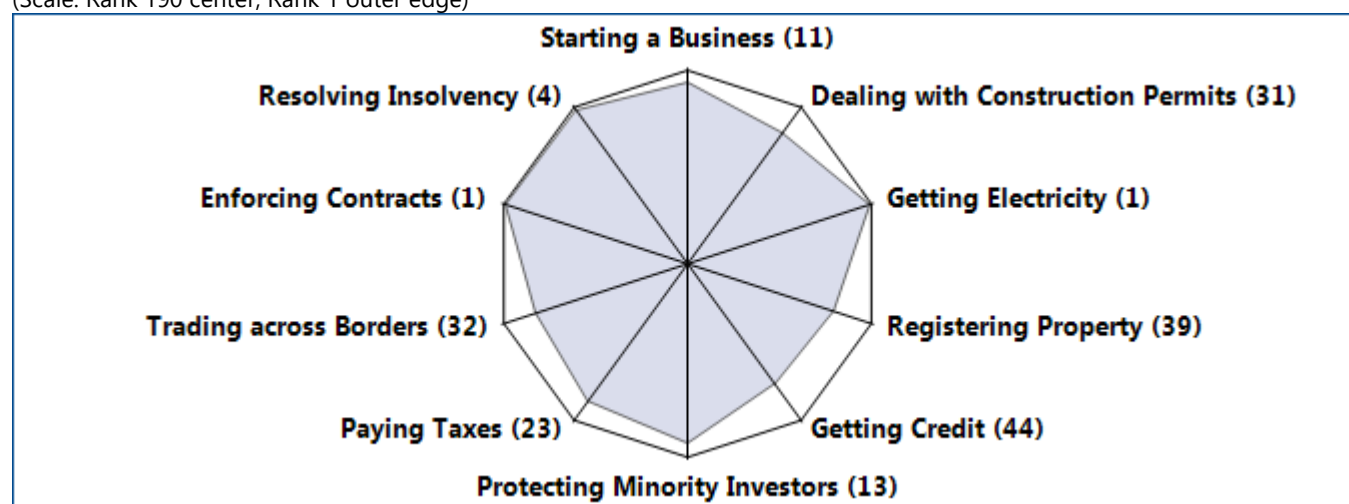 (Scale: Rank 190 center, Rank 1 outer edge)
Starting a Business (11)
Resolving Insolvency (4)
Dealing with Construction Permits (31)
Enforcing Contracts (1)
Getting Electricity (1)
Trading across Borders (32)
Registering Property (39)
Paying Taxes (23)
Getting Credit (44)
Protecting Minority Investors (13)